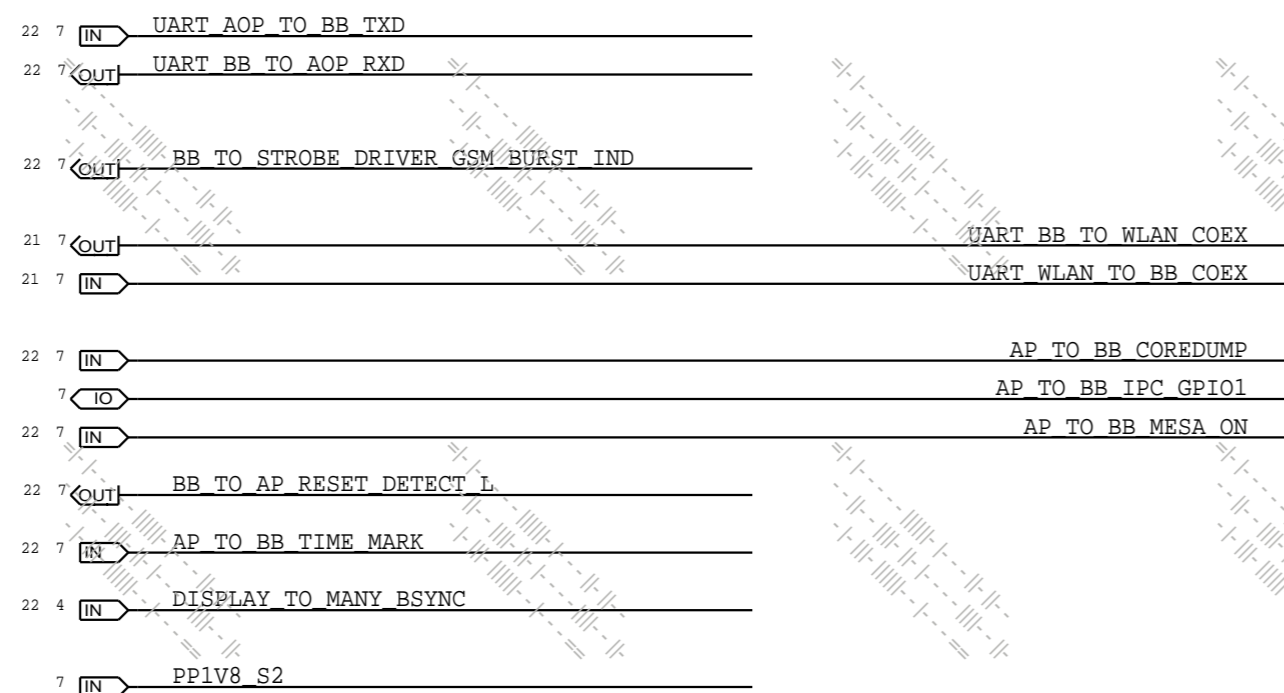 22 7 IN UART_AOP_TO_BB_TXD
22 7 OUT UART_BB_TO_AOP_RXD
22 7 OUT BB_TO_STROBE_DRIVER_GSM_BURST_IND
21 7 OUT UART_BB_TO_WLAN_COEX
21 7 IN UART_WLAN_TO_BB_COEX
22 7 IN AP_TO_BB_COREDUMP
7 IO AP_TO_BB_IPC_GPIO1
22 7 IN AP_TO_BB_MESA_ON
22 7 OUT BB_TO_AP_RESET_DETECT_L
22 7 IN AP_TO_BB_TIME_MARK
22 4 IN DISPLAY_TO_MANY_BSYNC
7 IN PP1V8_S2